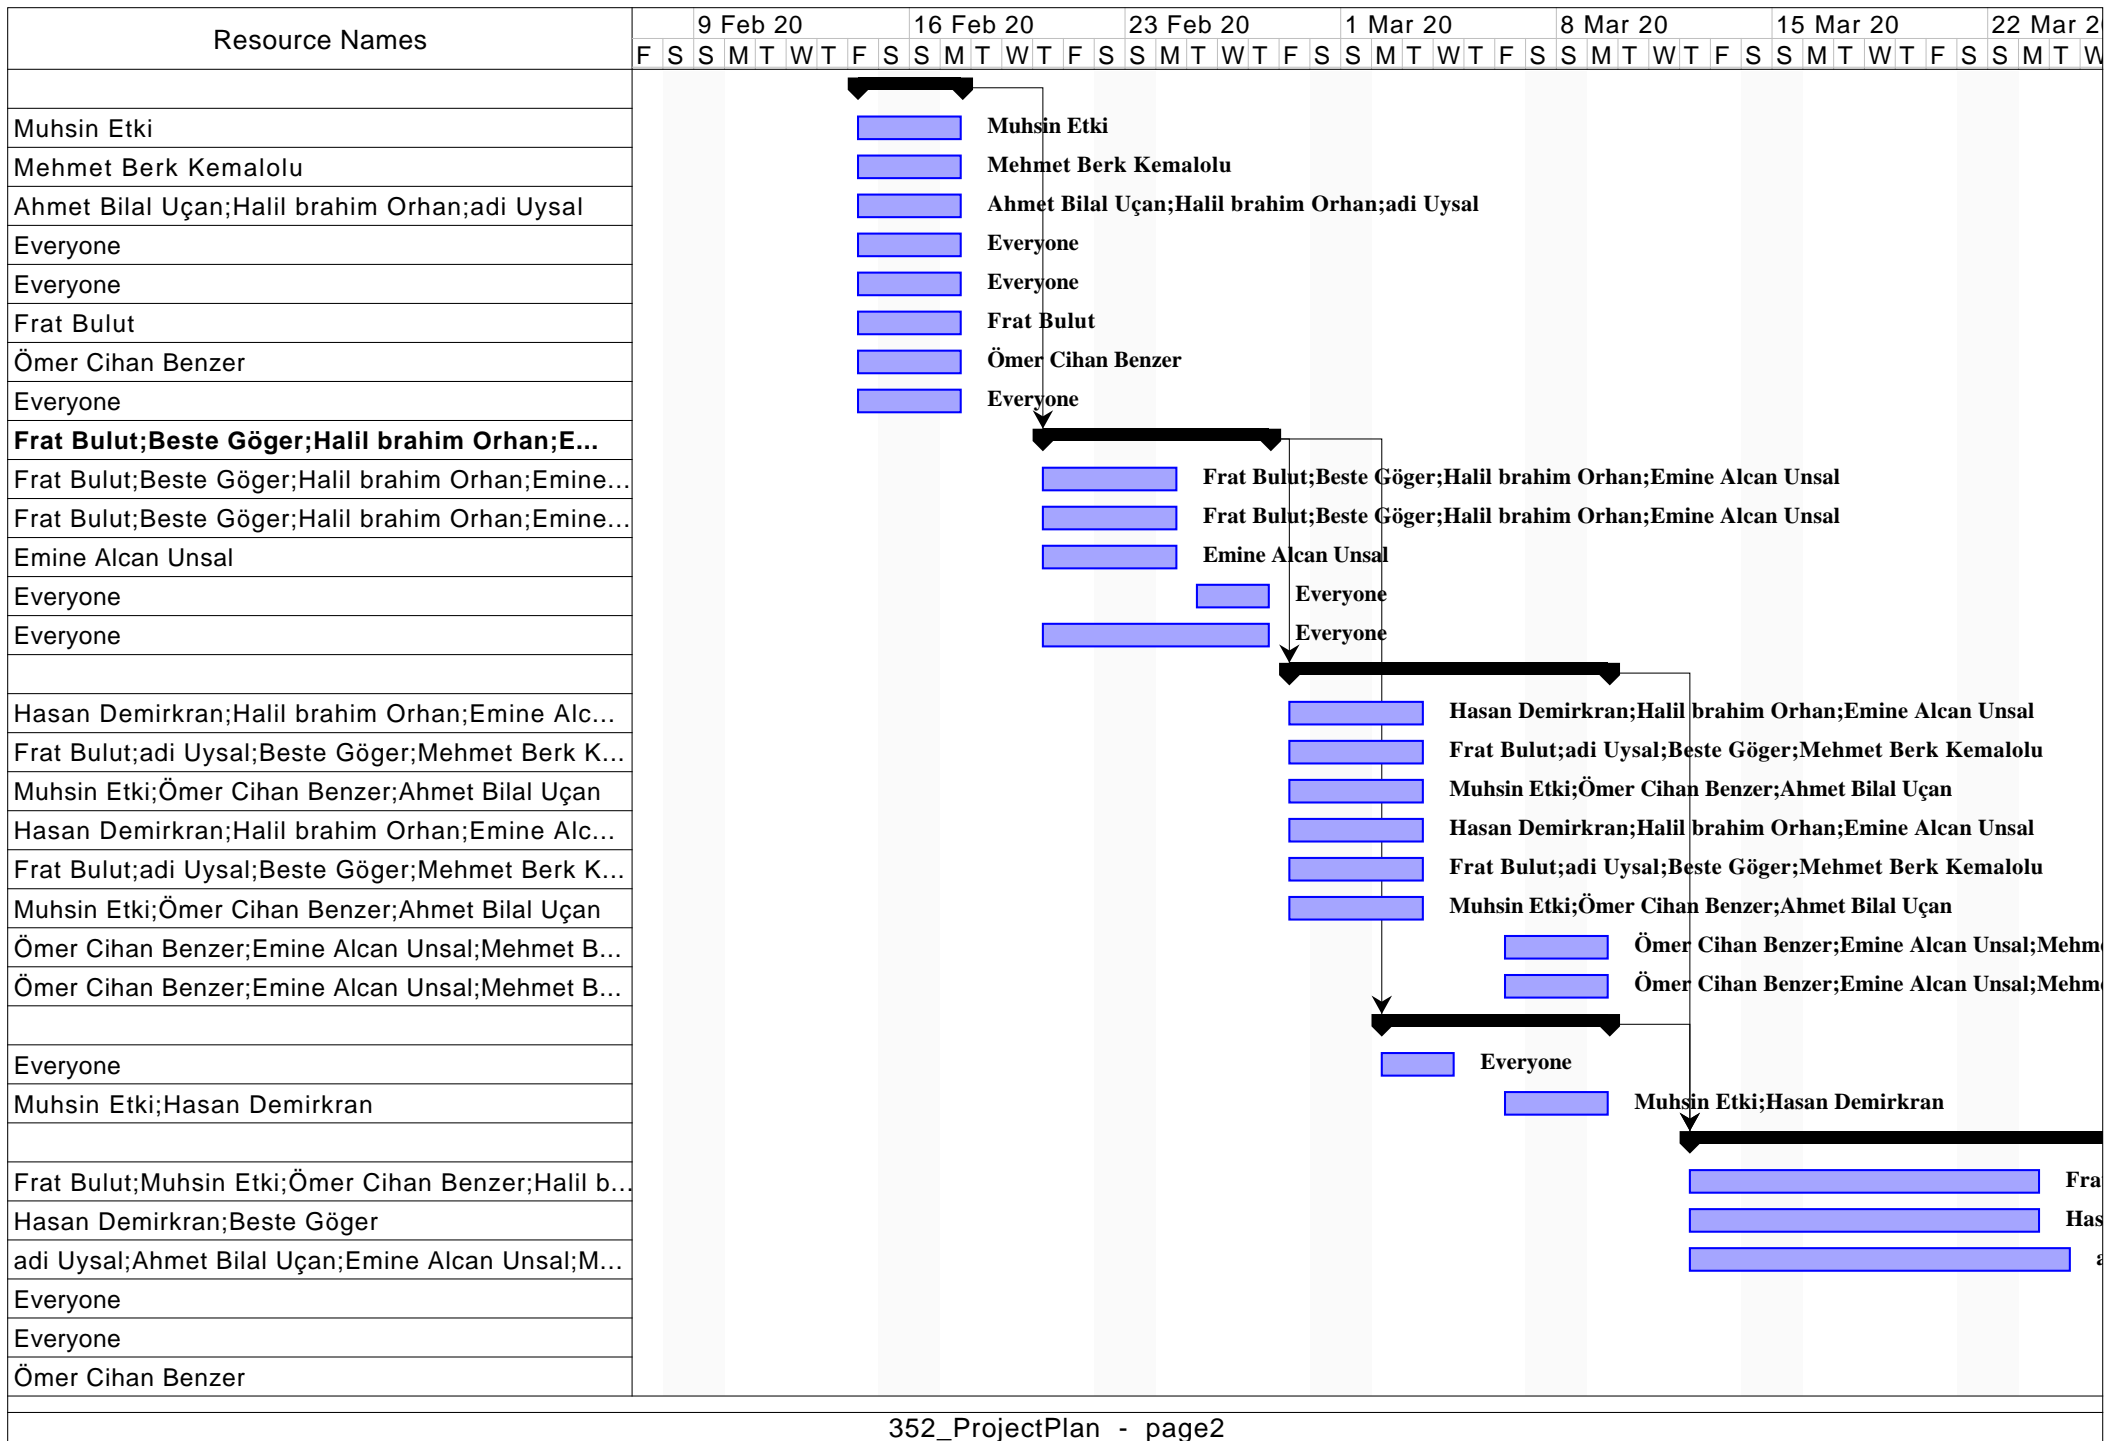 Resource Names
9 Feb 20 16 Feb 20 23 Feb 20 1 Mar 20 8 Mar 20 15 Mar 20 22 Mar 20
F S S M T W T F S S M T W T F S S M T W T F S S M T W T F S S M T W T F S S M T W T F S S M T W
Muhsin Etki Muhsin Etki
Mehmet Berk Kemalolu Mehmet Berk Kemalolu
Ahmet Bilal Uçan;Halil brahim Orhan;adi Uysal Ahmet Bilal Uçan;Halil brahim Orhan;adi Uysal
Everyone Everyone
Everyone Everyone
Frat Bulut Frat Bulut
Ömer Cihan Benzer Ömer Cihan Benzer
Everyone Everyone
Frat Bulut;Beste Göger;Halil brahim Orhan;E...
Frat Bulut;Beste Göger;Halil brahim Orhan;Emine... Frat Bulut;Beste Göger;Halil brahim Orhan;Emine Alcan Unsal
Frat Bulut;Beste Göger;Halil brahim Orhan;Emine... Frat Bulut;Beste Göger;Halil brahim Orhan;Emine Alcan Unsal
Emine Alcan Unsal Emine Alcan Unsal
Everyone Everyone
Everyone Everyone
Hasan Demirkran;Halil brahim Orhan;Emine Alc... Hasan Demirkran;Halil brahim Orhan;Emine Alcan Unsal
Frat Bulut;adi Uysal;Beste Göger;Mehmet Berk K... Frat Bulut;adi Uysal;Beste Göger;Mehmet Berk Kemalolu
Muhsin Etki;Ömer Cihan Benzer;Ahmet Bilal Uçan Muhsin Etki;Ömer Cihan Benzer;Ahmet Bilal Uçan
Hasan Demirkran;Halil brahim Orhan;Emine Alc... Hasan Demirkran;Halil brahim Orhan;Emine Alcan Unsal
Frat Bulut;adi Uysal;Beste Göger;Mehmet Berk K... Frat Bulut;adi Uysal;Beste Göger;Mehmet Berk Kemalolu
Muhsin Etki;Ömer Cihan Benzer;Ahmet Bilal Uçan Muhsin Etki;Ömer Cihan Benzer;Ahmet Bilal Uçan
Ömer Cihan Benzer;Emine Alcan Unsal;Mehmet B... Ömer Cihan Benzer;Emine Alcan Unsal;Mehm
Ömer Cihan Benzer;Emine Alcan Unsal;Mehmet B... Ömer Cihan Benzer;Emine Alcan Unsal;Mehm
Everyone Everyone
Muhsin Etki;Hasan Demirkran Muhsin Etki;Hasan Demirkran
Frat Bulut;Muhsin Etki;Ömer Cihan Benzer;Halil b... Fra
Hasan Demirkran;Beste Göger Has
adi Uysal;Ahmet Bilal Uçan;Emine Alcan Unsal;M... a
Everyone
Everyone
Ömer Cihan Benzer
352_ProjectPlan - page2